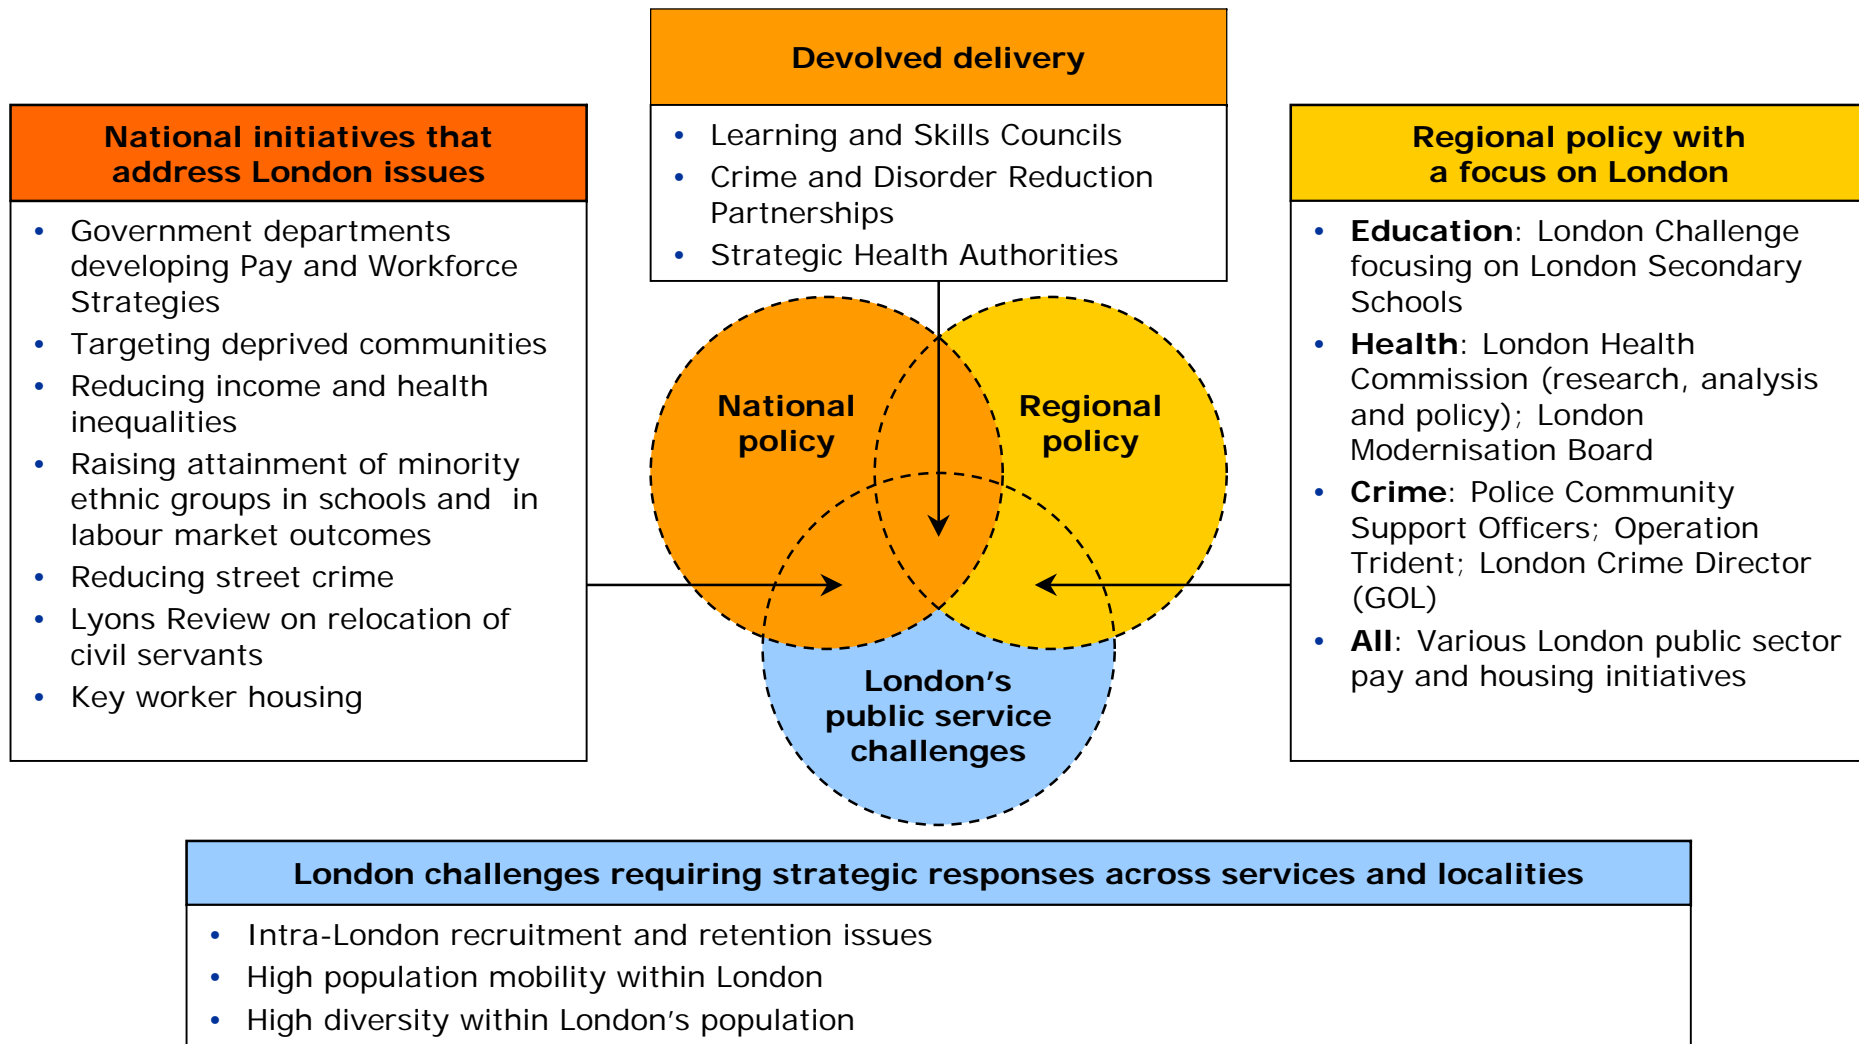 Devolved delivery
• Learning and Skills Councils
• Crime and Disorder Reduction
Partnerships
• Strategic Health Authorities
National initiatives that
address London issues
• Government departments
developing Pay and Workforce
Strategies
• Targeting deprived communities
• Reducing income and health
inequalities
• Raising attainment of minority
ethnic groups in schools and in
labour market outcomes
• Reducing street crime
• Lyons Review on relocation of
civil servants
• Key worker housing
National
policy
Regional
policy
London’s
public service
challenges
Regional policy with
a focus on London
• Education: London Challenge
focusing on London Secondary
Schools
• Health: London Health
Commission (research, analysis
and policy); London
Modernisation Board
• Crime: Police Community
Support Officers; Operation
Trident; London Crime Director
(GOL)
• All: Various London public sector
pay and housing initiatives
London challenges requiring strategic responses across services and localities
• Intra-London recruitment and retention issues
• High population mobility within London
• High diversity within London’s population